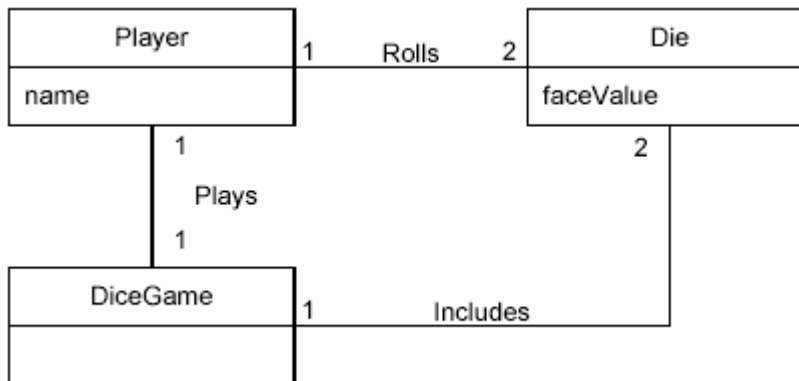 Player
Die
1 Rolls 2
name
faceValue
1
2
Plays
1
DiceGame
1 Includes